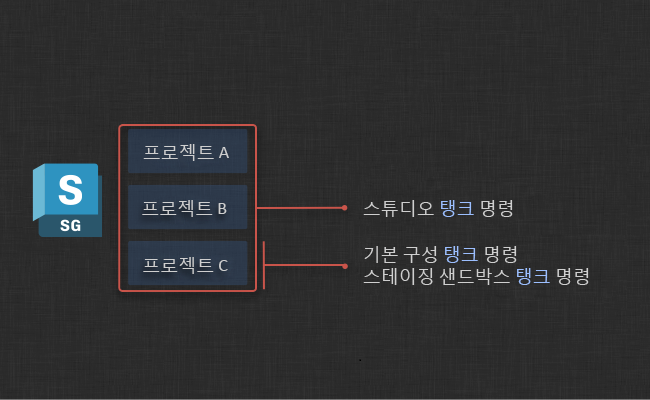 프로젝트 A
S
프로젝트 B
스튜디오 탱크 명령
SG
기본 구성 탱크 명령
프로젝트 C
스테이징 샌드박스 탱크 명령